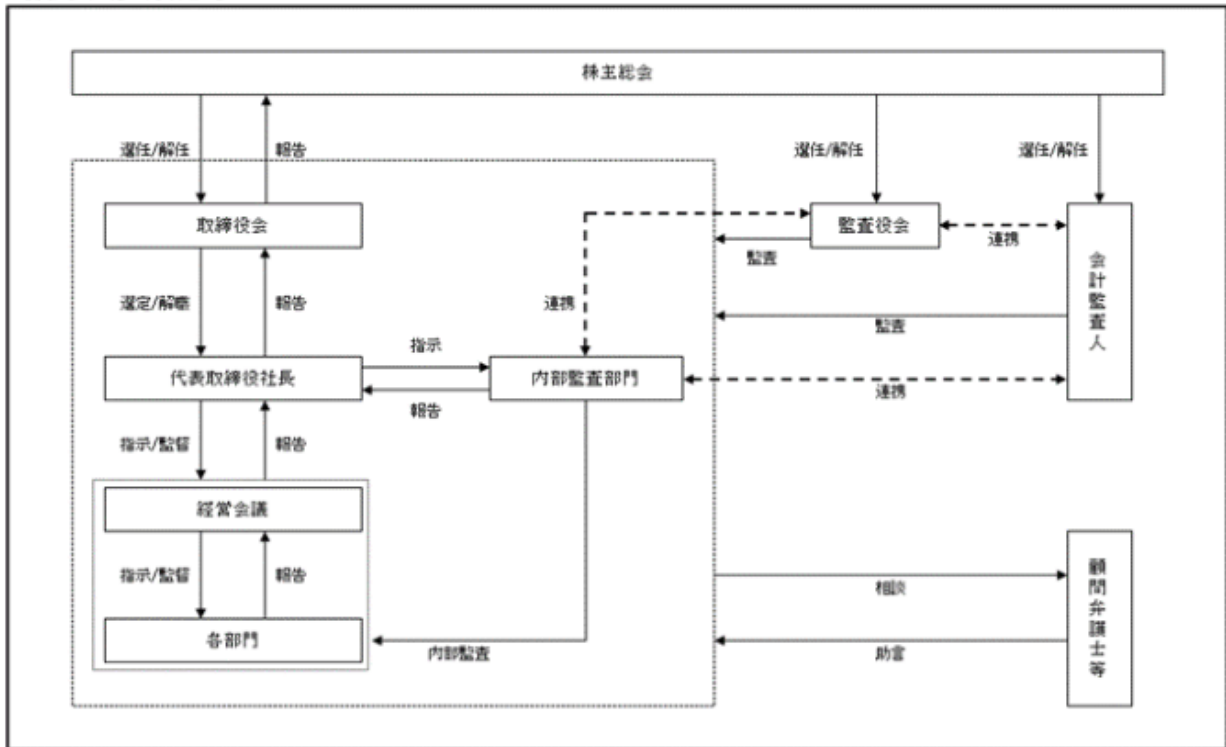 株主総会
選任/解任
報告
選任/解任
選任/解任
取締役会
監査役会
連携
監査
会計監査人
選定/解職
報告
連携
監査
指示
代表取締役社長
内部監査部門
報告
連携
指示/監督
報告
経営会議
指示/監督
報告
相談
顧問弁護士等
各部門
内部監査
助言